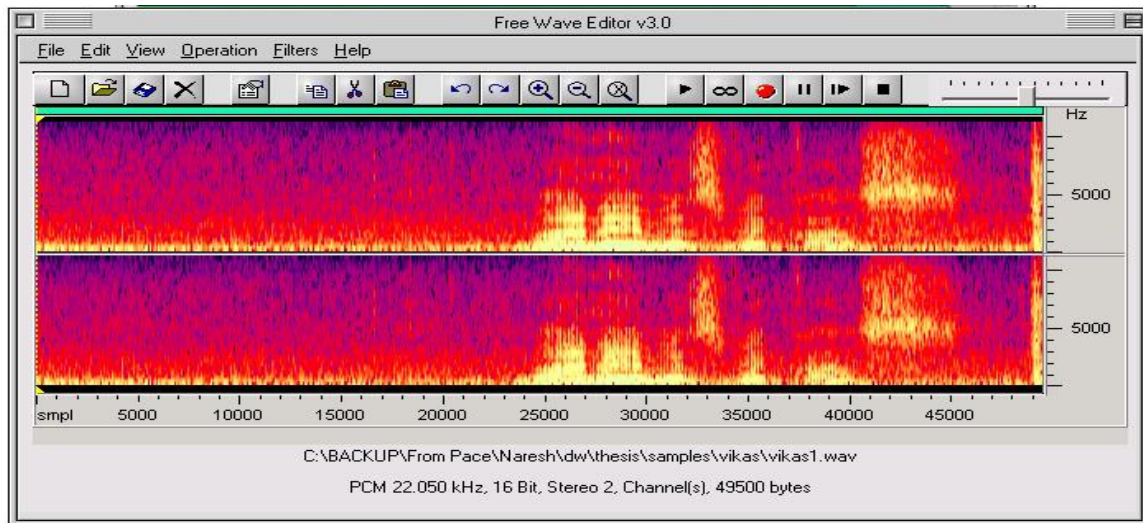 Free Wave Editor v3.0
File Edit View Operation Filters Help
Hz
5000
5000
smpl 5000 10000 15000 20000 25000 30000 35000 40000 45000
C:\BACKUP\From Pace\Naresh\dw\thesis\samples\vikas\vikas1.wav
PCM 22.050 kHz, 16 Bit, Stereo 2, Channel(s), 49500 bytes